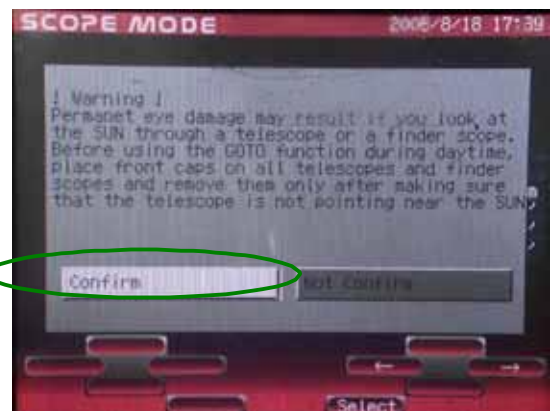 SCOPE MODE 2006/8/18 17:39
! Warning !
Permanet eye damage may result if you look at
the SUN through a telescope or a finder scope.
Before using the GOTO function during daytime,
place front caps on all telescopes and finder
scopes and remove them only after making sure
that the telescope is not pointing near the SUN
Confirm Not Confirm
← →
Select